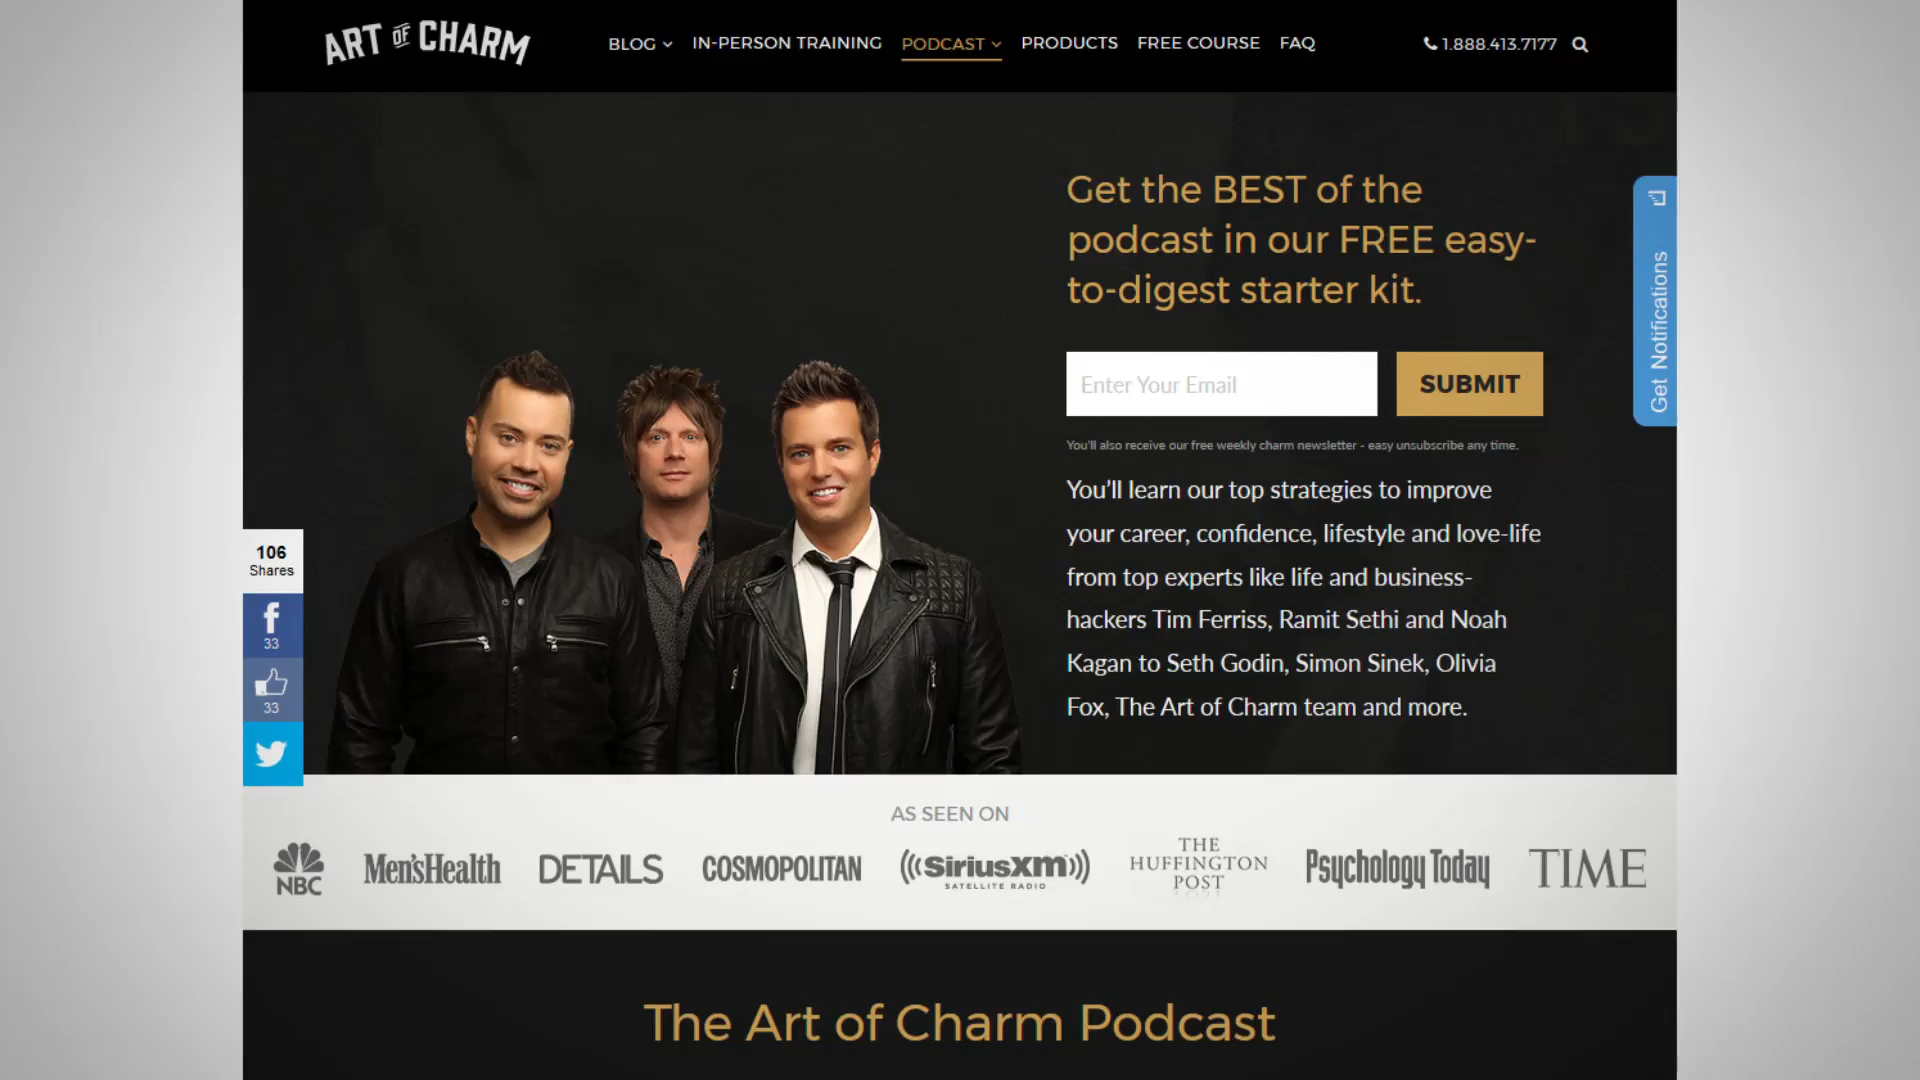 ART OF CHARM
BLOG
IN-PERSON TRAINING
PODCAST
PRODUCTS
FREE COURSE
FAQ
1.888.413.7177
Get the BEST of the
podcast in our FREE easy-
to-digest starter kit.
Enter Your Email
SUBMIT
You'll also receive our free weekly charm newsletter - easy unsubscribe any time.
You'll learn our top strategies to improve
your career, confidence, lifestyle and love-life
from top experts like life and business-
hackers Tim Ferriss, Ramit Sethi and Noah
Kagan to Seth Godin, Simon Sinek, Olivia
Fox, The Art of Charm team and more.
Get Notifications
106
Shares
33
33
AS SEEN ON
NBC
Men'sHealth
DETAILS
COSMOPOLITAN
SiriusXM
SATELLITE RADIO
THE
HUFFINGTON
POST
Psychology Today
TIME
The Art of Charm Podcast